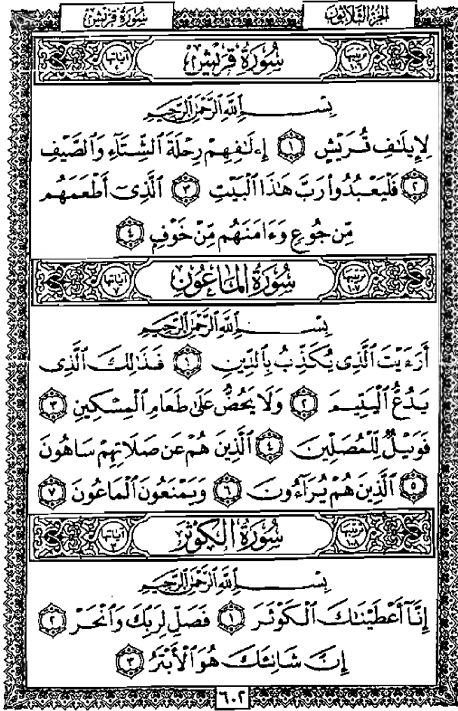 الجزء الثلاثون
سورة قريش
سُورَةُ قُرَيْشٍ
بِسْمِ اللَّهِ الرَّحْمَٰنِ الرَّحِيمِ
لِإِيلَٰفِ قُرَيْشٍ ۝١ إِۦلَٰفِهِمْ رِحْلَةَ ٱلشِّتَآءِ وَٱلصَّيْفِ
۝٢ فَلْيَعْبُدُوا۟ رَبَّ هَٰذَا ٱلْبَيْتِ ۝٣ ٱلَّذِىٓ أَطْعَمَهُم
مِّن جُوعٍ وَءَامَنَهُم مِّنْ خَوْفٍۭ ۝٤
سُورَةُ المَاعُونِ
بِسْمِ اللَّهِ الرَّحْمَٰنِ الرَّحِيمِ
أَرَءَيْتَ ٱلَّذِى يُكَذِّبُ بِٱلدِّينِ ۝١ فَذَٰلِكَ ٱلَّذِى
يَدُعُّ ٱلْيَتِيمَ ۝٢ وَلَا يَحُضُّ عَلَىٰ طَعَامِ ٱلْمِسْكِينِ ۝٣
فَوَيْلٌ لِّلْمُصَلِّينَ ۝٤ ٱلَّذِينَ هُمْ عَن صَلَاتِهِمْ سَاهُونَ
۝٥ ٱلَّذِينَ هُمْ يُرَآءُونَ ۝٦ وَيَمْنَعُونَ ٱلْمَاعُونَ ۝٧
سُورَةُ الكَوْثَرِ
بِسْمِ اللَّهِ الرَّحْمَٰنِ الرَّحِيمِ
إِنَّآ أَعْطَيْنَٰكَ ٱلْكَوْثَرَ ۝١ فَصَلِّ لِرَبِّكَ وَٱنْحَرْ ۝٢
إِنَّ شَانِئَكَ هُوَ ٱلْأَبْتَرُ ۝٣
٦٠٢